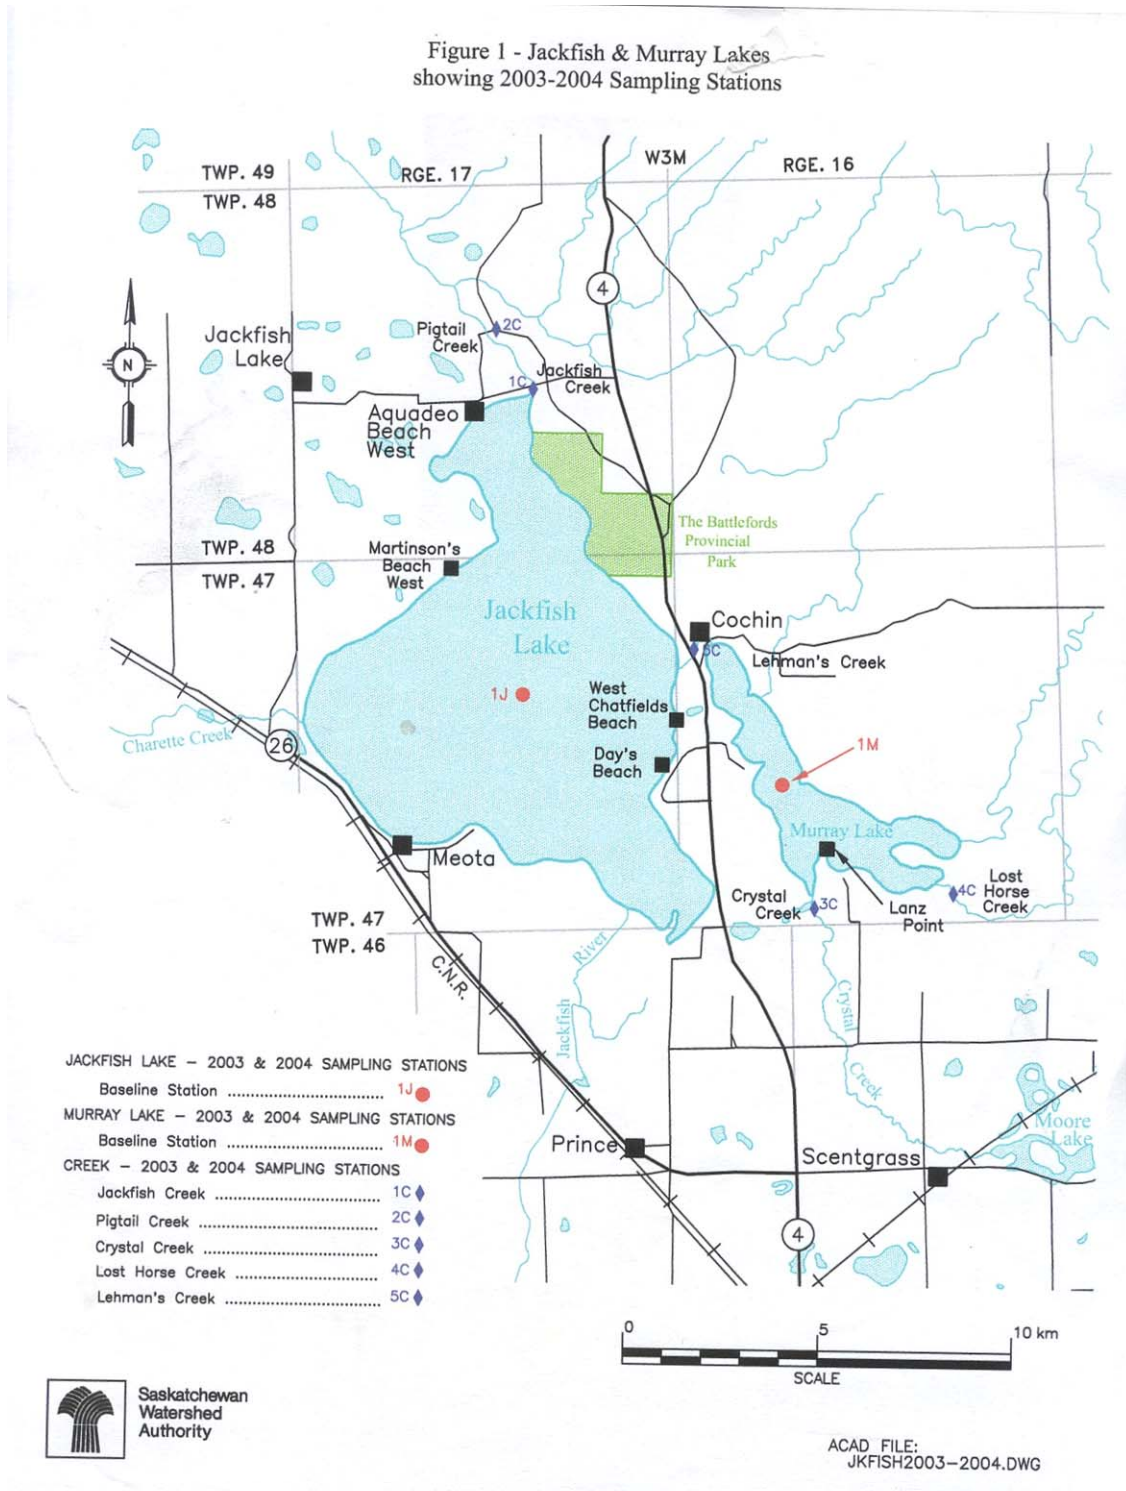 Figure 1 - Jackfish & Murray Lakes
showing 2003-2004 Sampling Stations
TWP. 49
RGE. 17
W3M
RGE. 16
TWP. 48
4
Jackfish
Lake
Pigtail
Creek
2C
N
1C
Jackfish
Creek
Aquadeo
Beach
West
The Battlefords
Provincial
Park
TWP. 48
TWP. 47
Martinson's
Beach
West
Jackfish
Lake
Cochin
5C
Lehman's Creek
1J
West
Chatfields
Beach
Charette Creek
26
Day's
Beach
1M
Murray Lake
Meota
Crystal
Creek
3C
Lanz
Point
4C
Lost
Horse
Creek
TWP. 47
TWP. 46
C.N.R.
River
Jackfish
Crystal
Creek
Moore
Lake
Prince
Scentgrass
4
JACKFISH LAKE – 2003 & 2004 SAMPLING STATIONS
Baseline Station ................................ 1J
MURRAY LAKE – 2003 & 2004 SAMPLING STATIONS
Baseline Station ................................ 1M
CREEK – 2003 & 2004 SAMPLING STATIONS
Jackfish Creek ................................ 1C
Pigtail Creek ................................ 2C
Crystal Creek ................................ 3C
Lost Horse Creek ............................ 4C
Lehman's Creek .............................. 5C
0 5 10 km
SCALE
Saskatchewan
Watershed
Authority
ACAD FILE:
JKFISH2003-2004.DWG